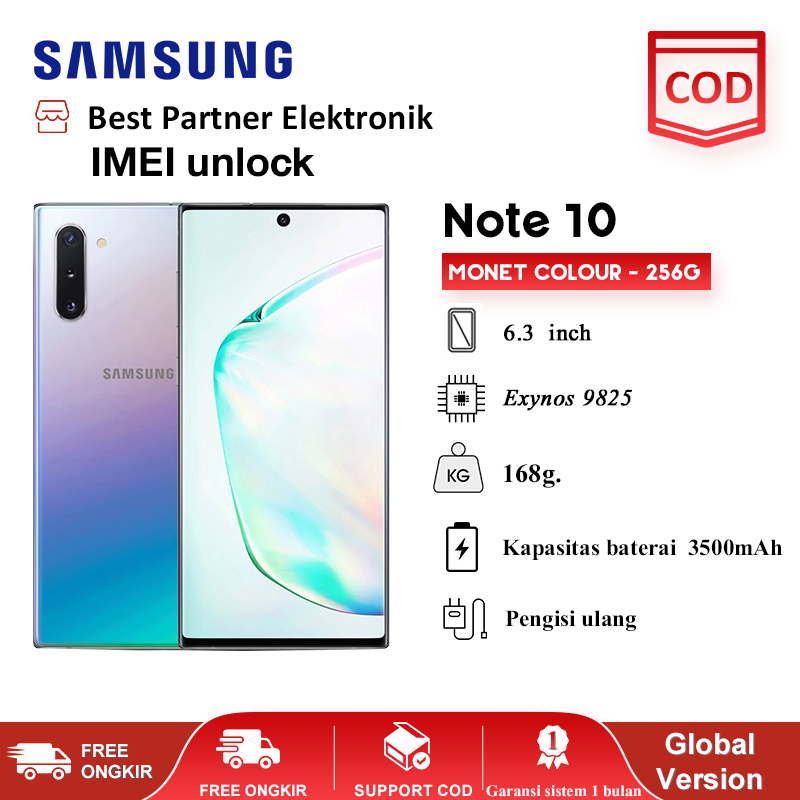 SAMSUNG
COD
Best Partner Elektronik
IMEI unlock
Note 10
MONET COLOUR - 256G
6.3 inch
SAMSUNG
Exynos 9825
KG
168g.
Kapasitas baterai 3500mAh
Pengisi ulang
FREE
ONGKIR
FREE ONGKIR
SUPPORT COD
1
Garansi sistem 1 bulan
Global
Version